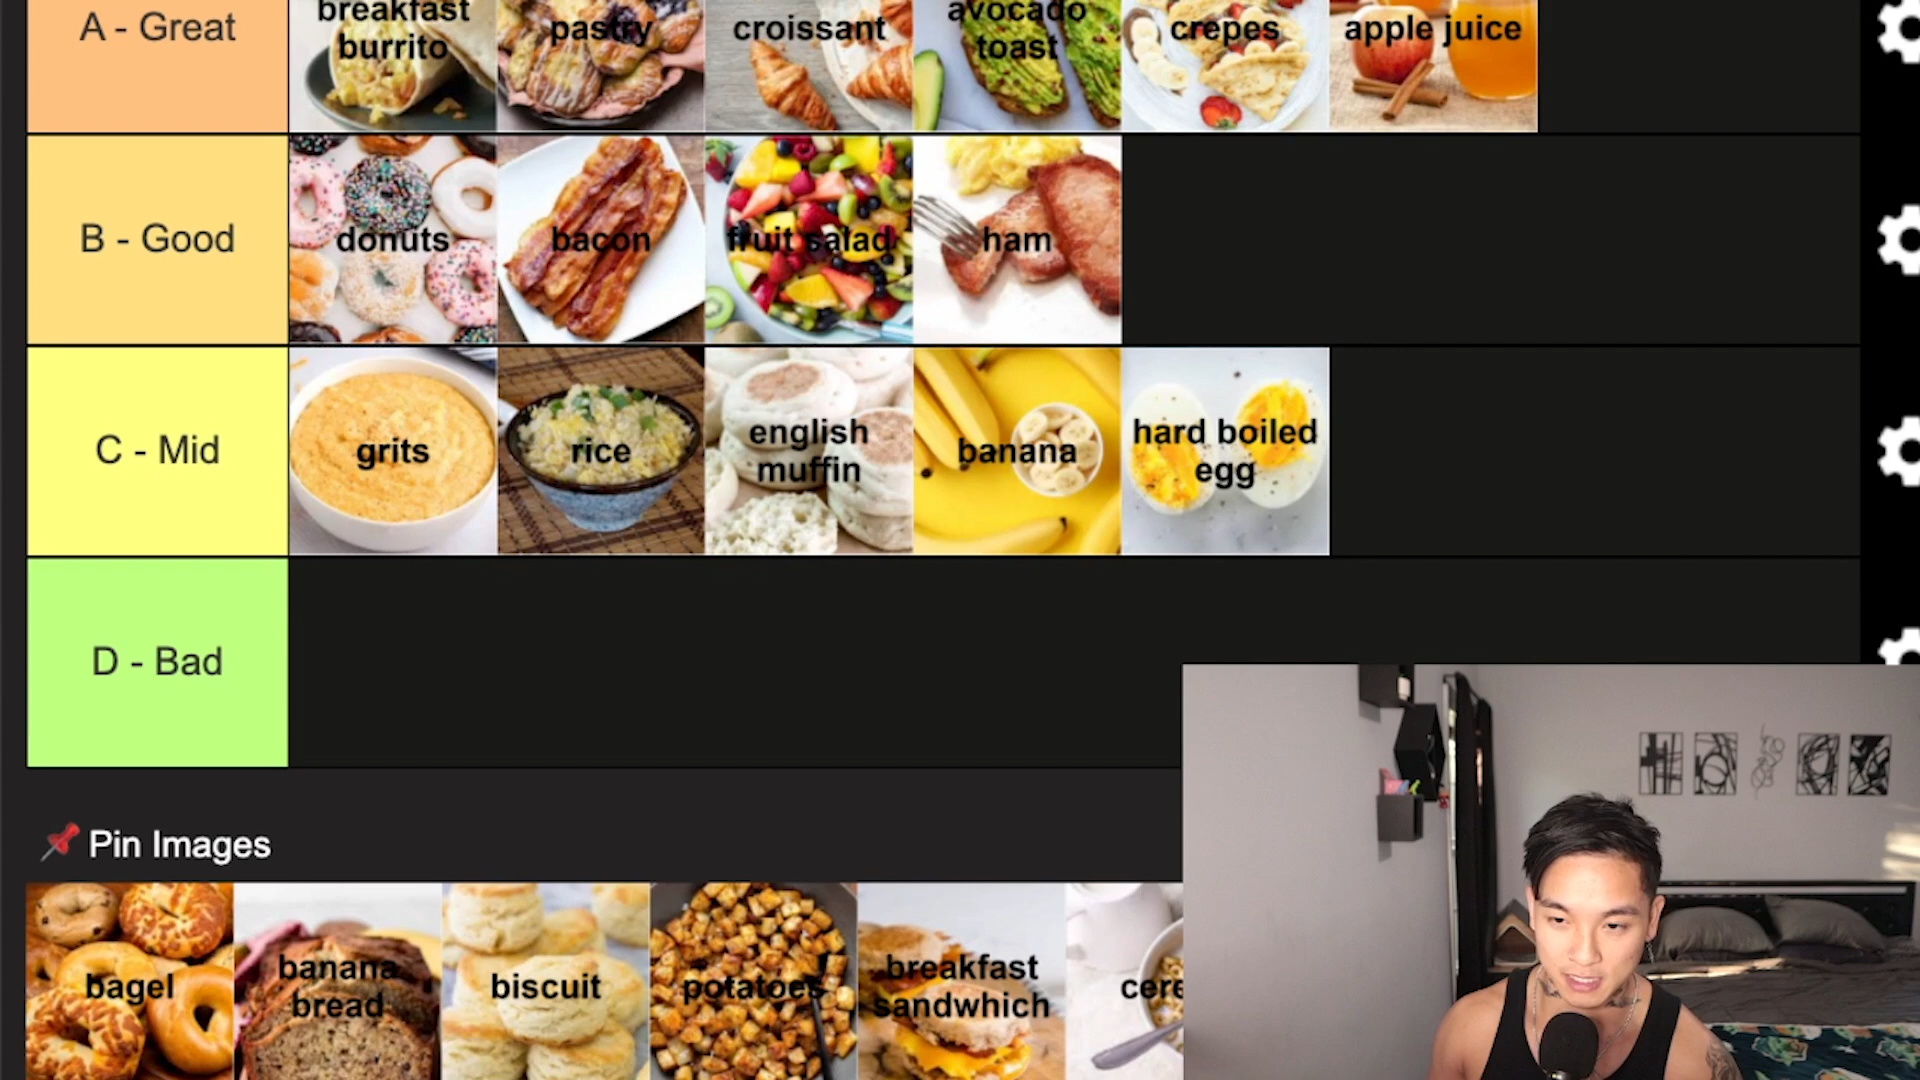 A - Great
breakfast
burrito
pastry
croissant
avocado
toast
crepes
apple juice
B - Good
donuts
bacon
fruit salad
ham
C - Mid
grits
rice
english
muffin
banana
hard boiled
egg
D - Bad
Pin Images
bagel
banana
bread
biscuit
potatoes
breakfast
sandwhich
cere